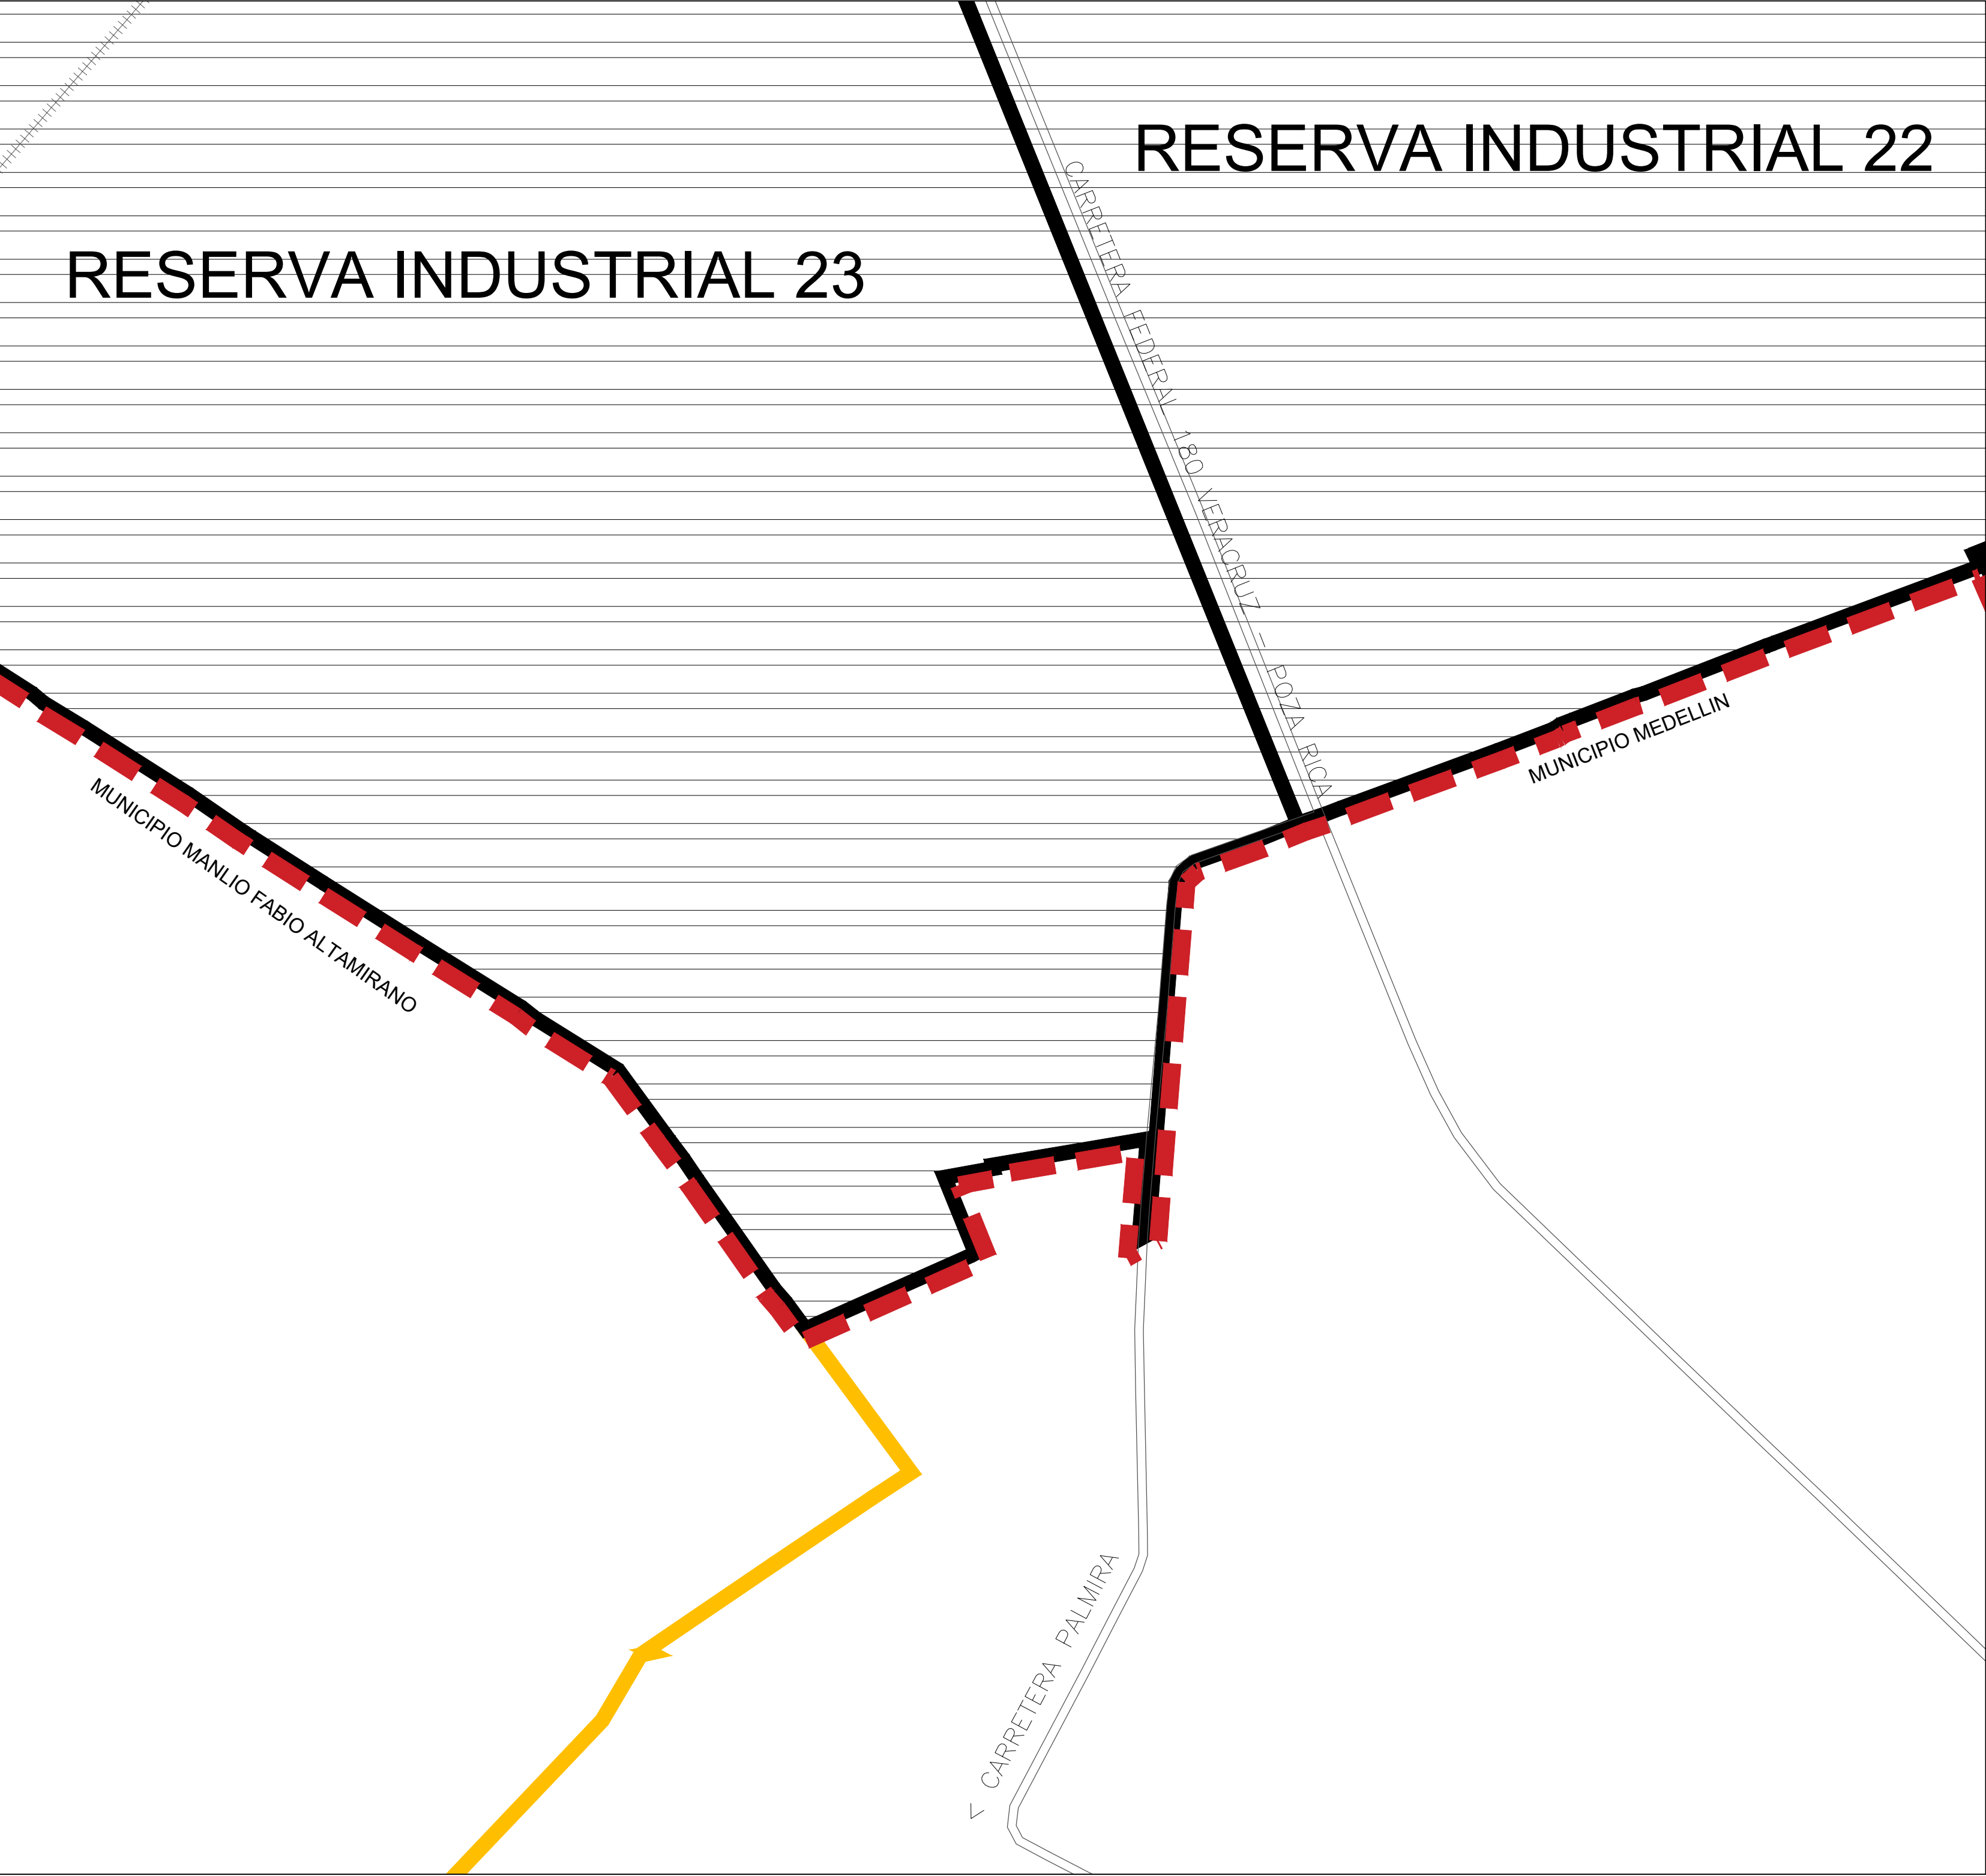 RESERVA INDUSTRIAL 22
RESERVA INDUSTRIAL 23
CARRETERA FEDERAL 180 VERACRUZ - POZA RICA
MUNICIPIO MEDELLIN
MUNICIPIO MANLIO FABIO ALTAMIRANO
< CARRETERA PALMIRA